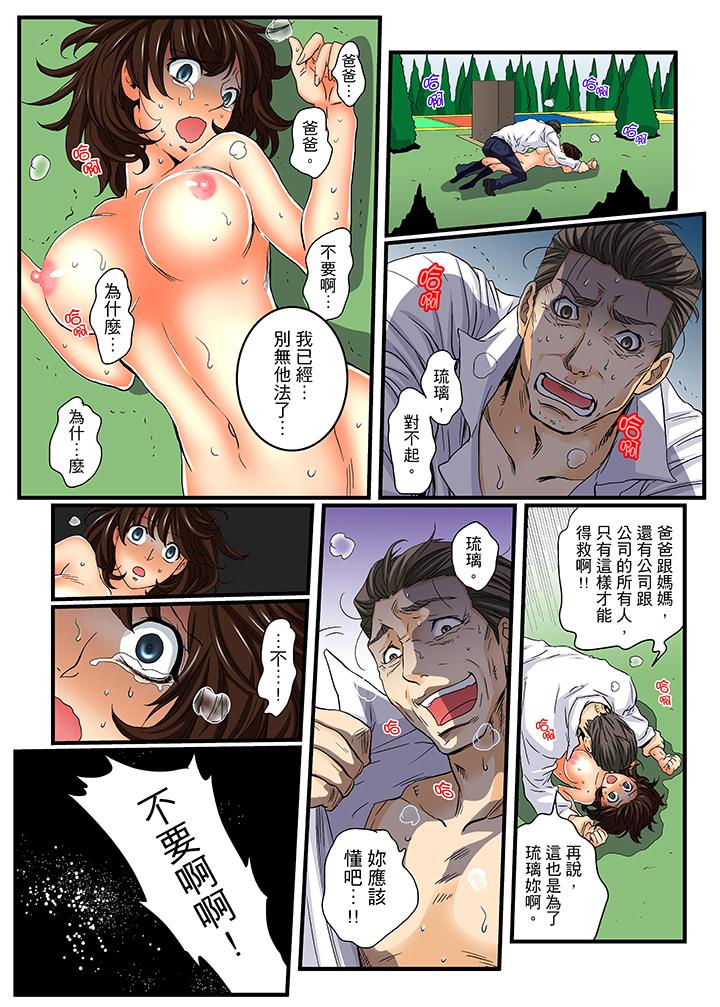 哈啊
哈啊
哈啊
琉璃，
對不起。
哈啊
哈啊
爸爸…
爸爸。
哈啊
不要啊…
為什麼…
哈啊
我已經…
別無他法了…
為什…麼
爸爸跟媽媽，
還有公司跟
公司的所有人，
只有這樣才能
得救啊!!
哈啊
哈啊
再說，
這也是為了
琉璃妳啊。
琉璃。
哈
哈
妳應該
懂吧…!!
…不…!
不要啊啊!